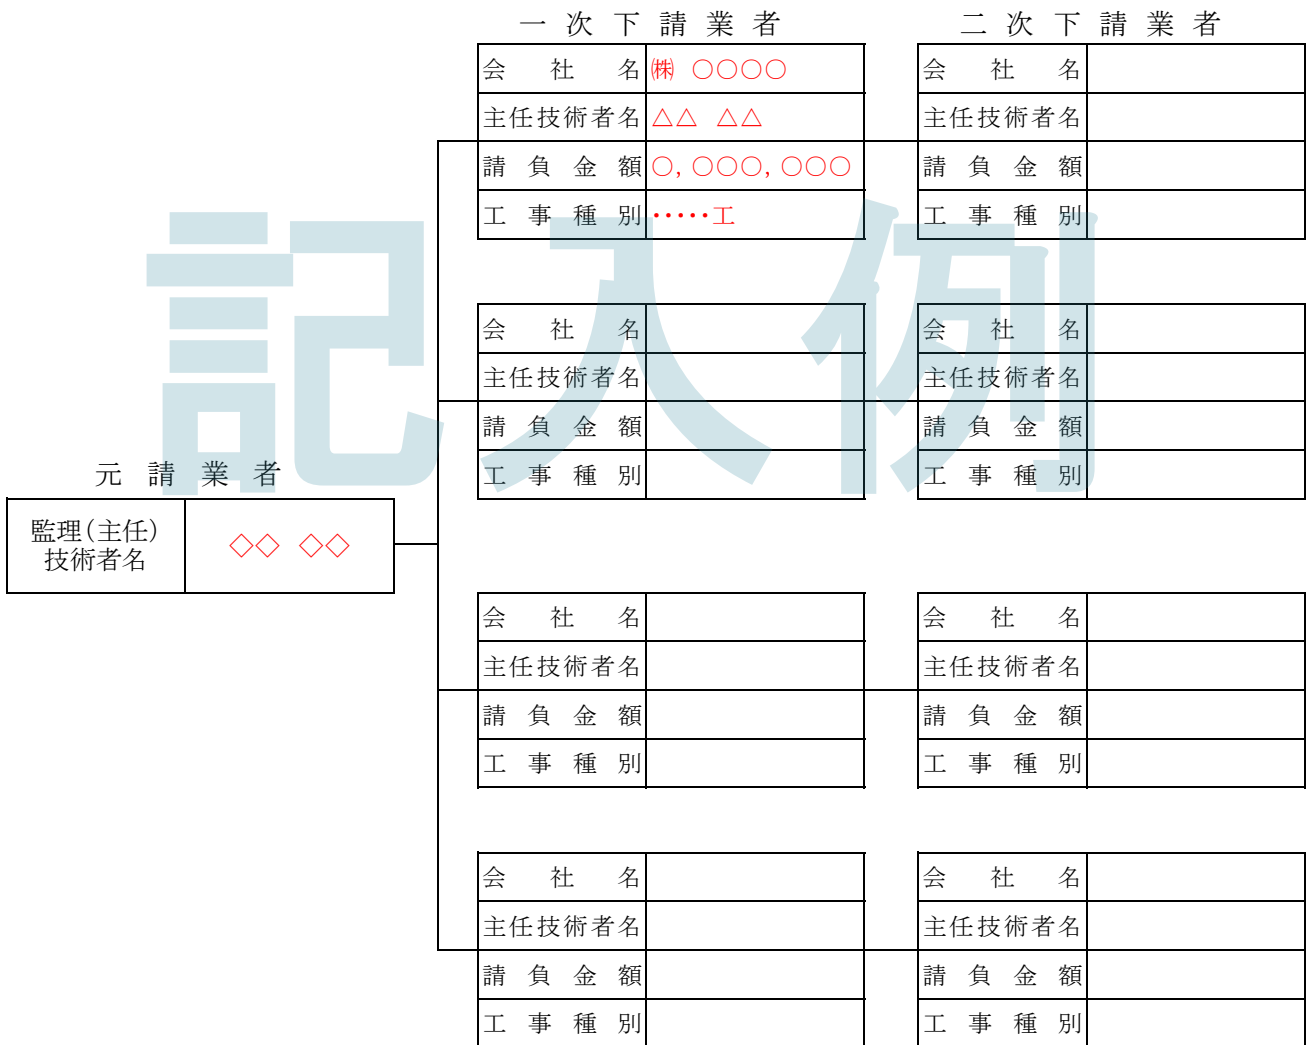 一次下請業者 二次下請業者
会社名 ㈱ ○○○○ 会社名
主任技術者名 △△ △△ 主任技術者名
請負金額 ○,○○○,○○○ 請負金額
工事種別 ・・・・・工 工事種別
記入例
会社名 会社名
主任技術者名 主任技術者名
請負金額 請負金額
工事種別 工事種別
元請業者
監理(主任)
技術者名 ◇◇ ◇◇
会社名 会社名
主任技術者名 主任技術者名
請負金額 請負金額
工事種別 工事種別
会社名 会社名
主任技術者名 主任技術者名
請負金額 請負金額
工事種別 工事種別